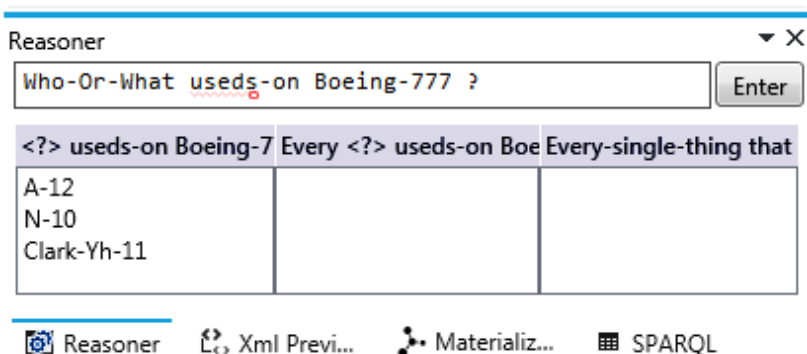 Reasoner
Who-Or-What useds-on Boeing-777 ?
Enter
<?> useds-on Boeing-7 Every <?> useds-on Boe Every-single-thing that
A-12
N-10
Clark-Yh-11
Reasoner Xml Previ... Materializ... SPARQL